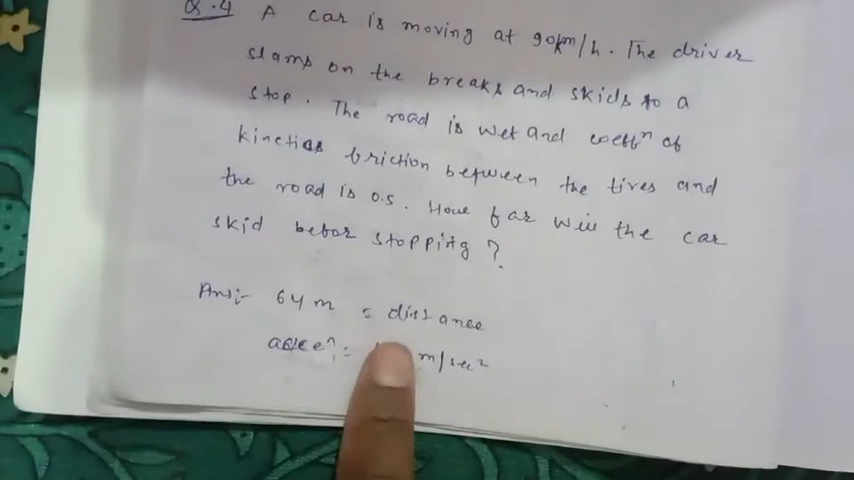 Q.4 A car is moving at 90km/h. The driver
slams on the breaks and skids to a
stop. The road is wet and coeffⁿ of
kinetics friction between the tires and
the road is 0.5. How far will the car
skid befor stopping?
Ans:- 64m = distance
m/sec²